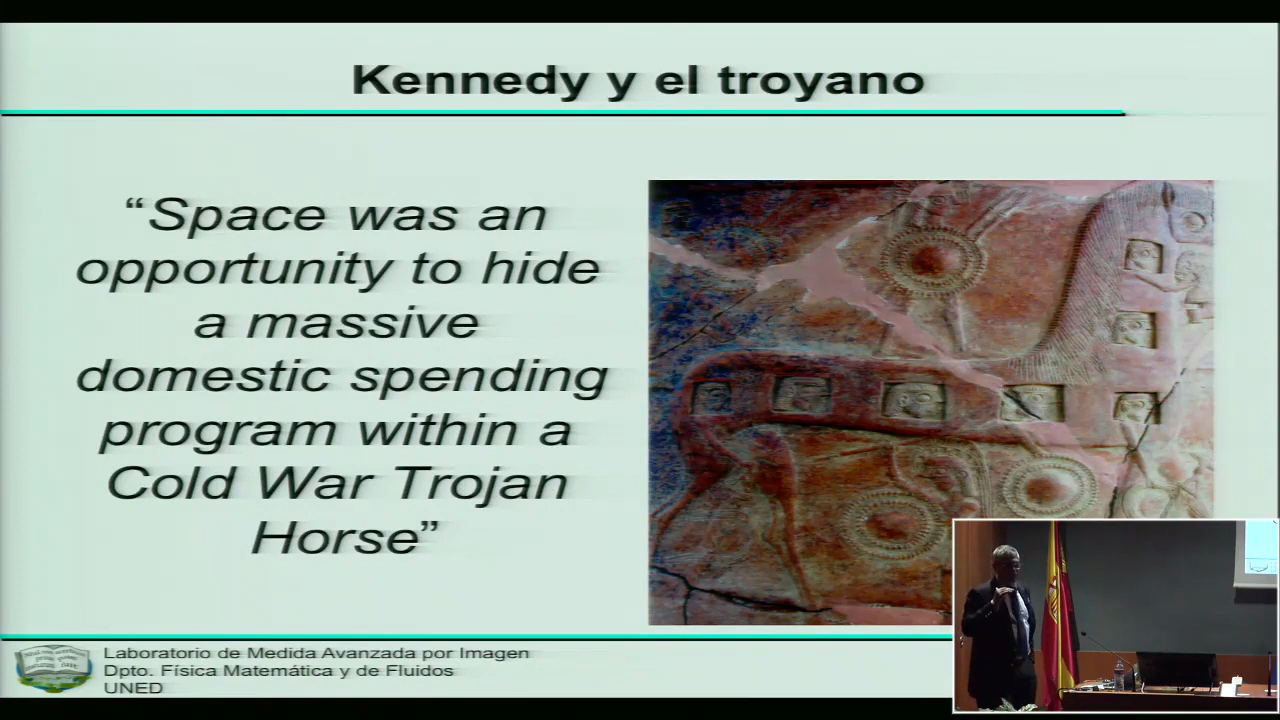 Kennedy y el troyano
“Space was an
opportunity to hide
a massive
domestic spending
program within a
Cold War Trojan
Horse”
Laboratorio de Medida Avanzada por Imagen
Dpto. Física Matemática y de Fluidos
UNED